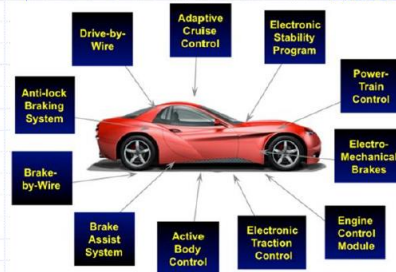 Drive-by-
Wire
Adaptive
Cruise
Control
Electronic
Stability
Program
Power-
Train
Control
Anti-lock
Braking
System
Electro-
Mechanical
Brakes
Brake-
by-Wire
Brake
Assist
System
Active
Body
Control
Electronic
Traction
Control
Engine
Control
Module